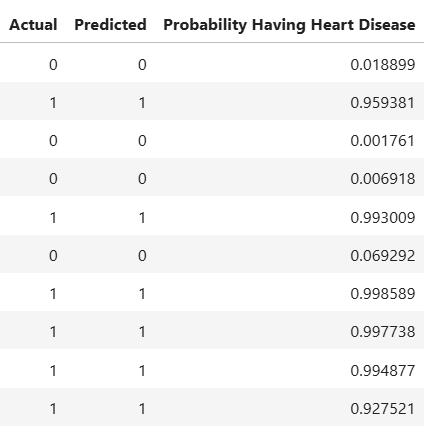 Actual Predicted Probability Having Heart Disease
0 0 0.018899
1 1 0.959381
0 0 0.001761
0 0 0.006918
1 1 0.993009
0 0 0.069292
1 1 0.998589
1 1 0.997738
1 1 0.994877
1 1 0.927521